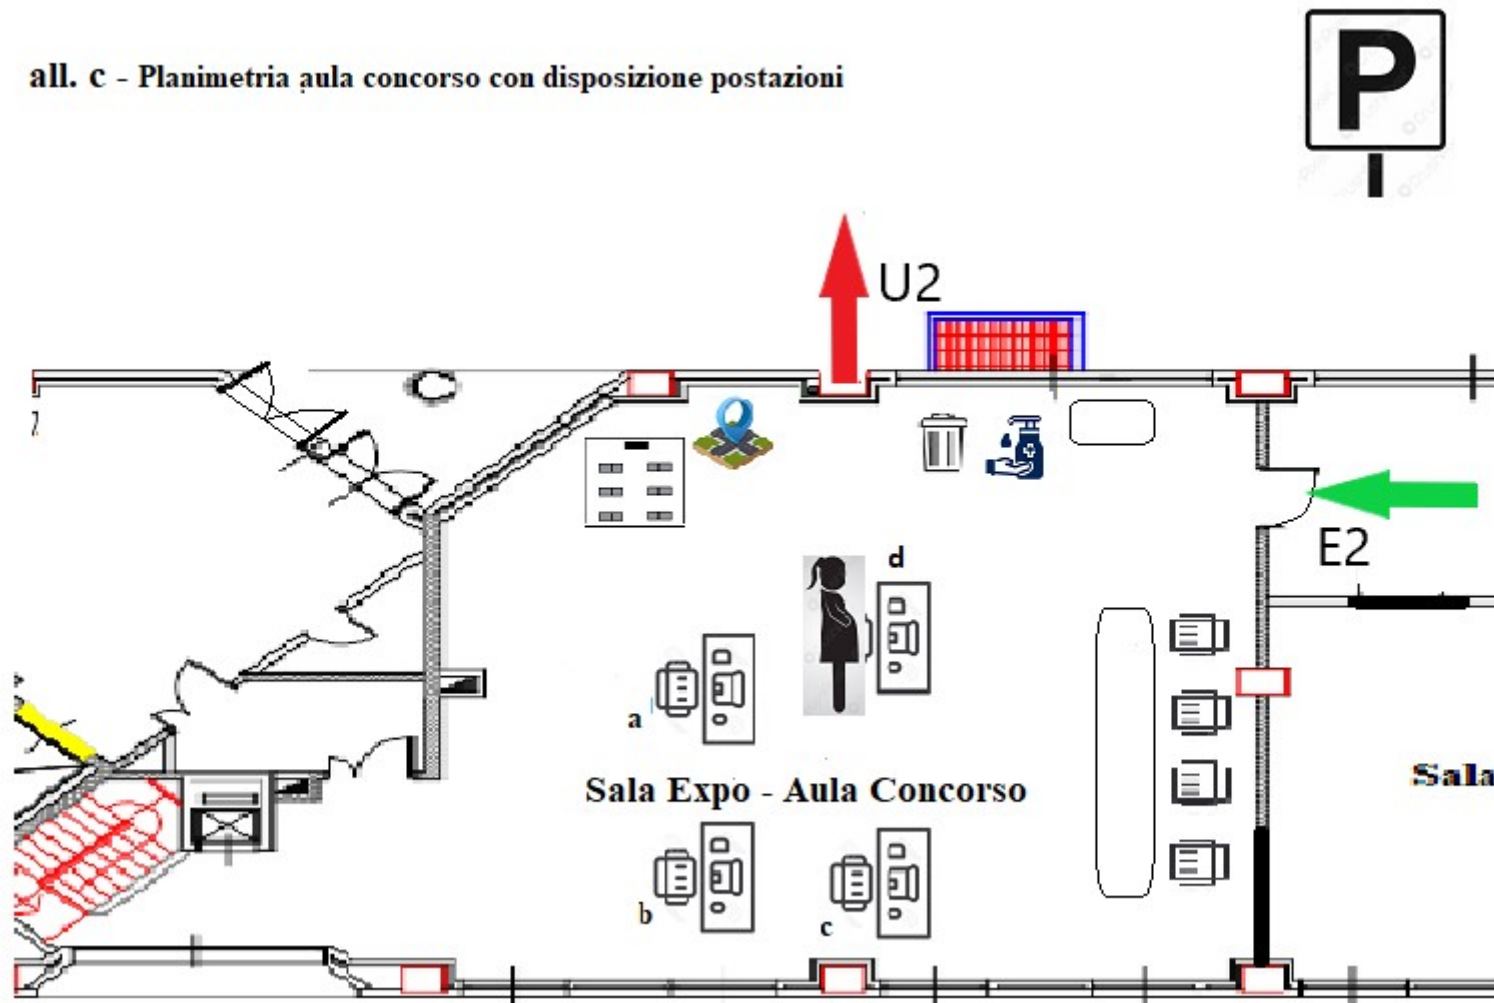 P
all. c - Planimetria aula concorso con disposizione postazioni
U2
E2
d
a
Sala Expo - Aula Concorso
Sala
b
c